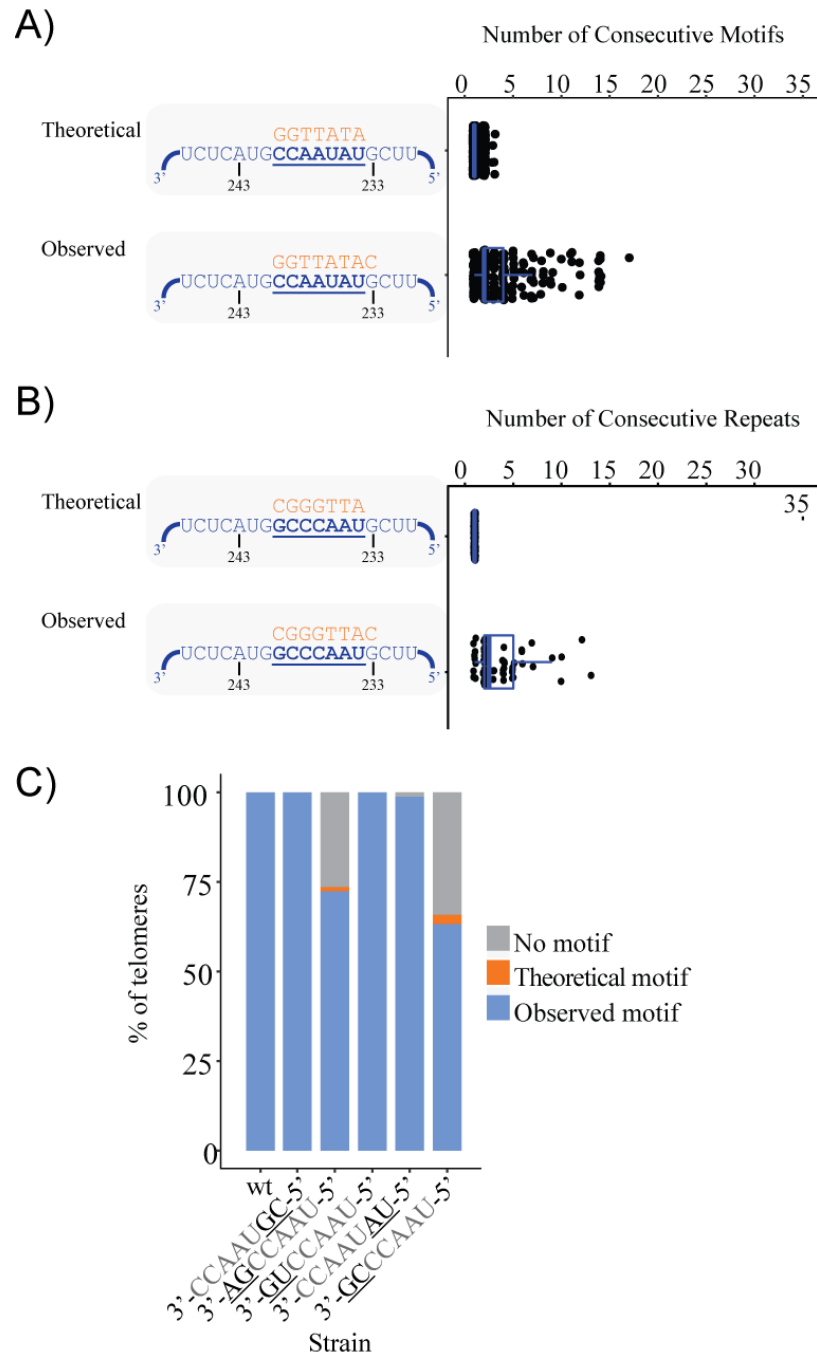 A)
Number of Consecutive Motifs
0 5 10 15 20 25 30 35
Theoretical
GGTTATA
UCUCAUGCCAAUAUGCUU
3' 5'
243 233
Observed
GGTTATAC
UCUCAUGCCAAUAUGCUU
3' 5'
243 233
B)
Number of Consecutive Repeats
0 5 10 15 20 25 30
35
Theoretical
CGGGTTA
UCUCAUGGCCCAAUGCUU
3' 5'
243 233
Observed
CGGGTTAC
UCUCAUGGCCCAAUGCUU
3' 5'
243 233
C)
% of telomeres
100
75
50
25
0
No motif
Theoretical motif
Observed motif
wt
3'-CCAAUGC-5'
3'-AGCCAAU-5'
3'-GUCCAAU-5'
3'-CCAAUAU-5'
3'-GCCCAAU-5'
Strain